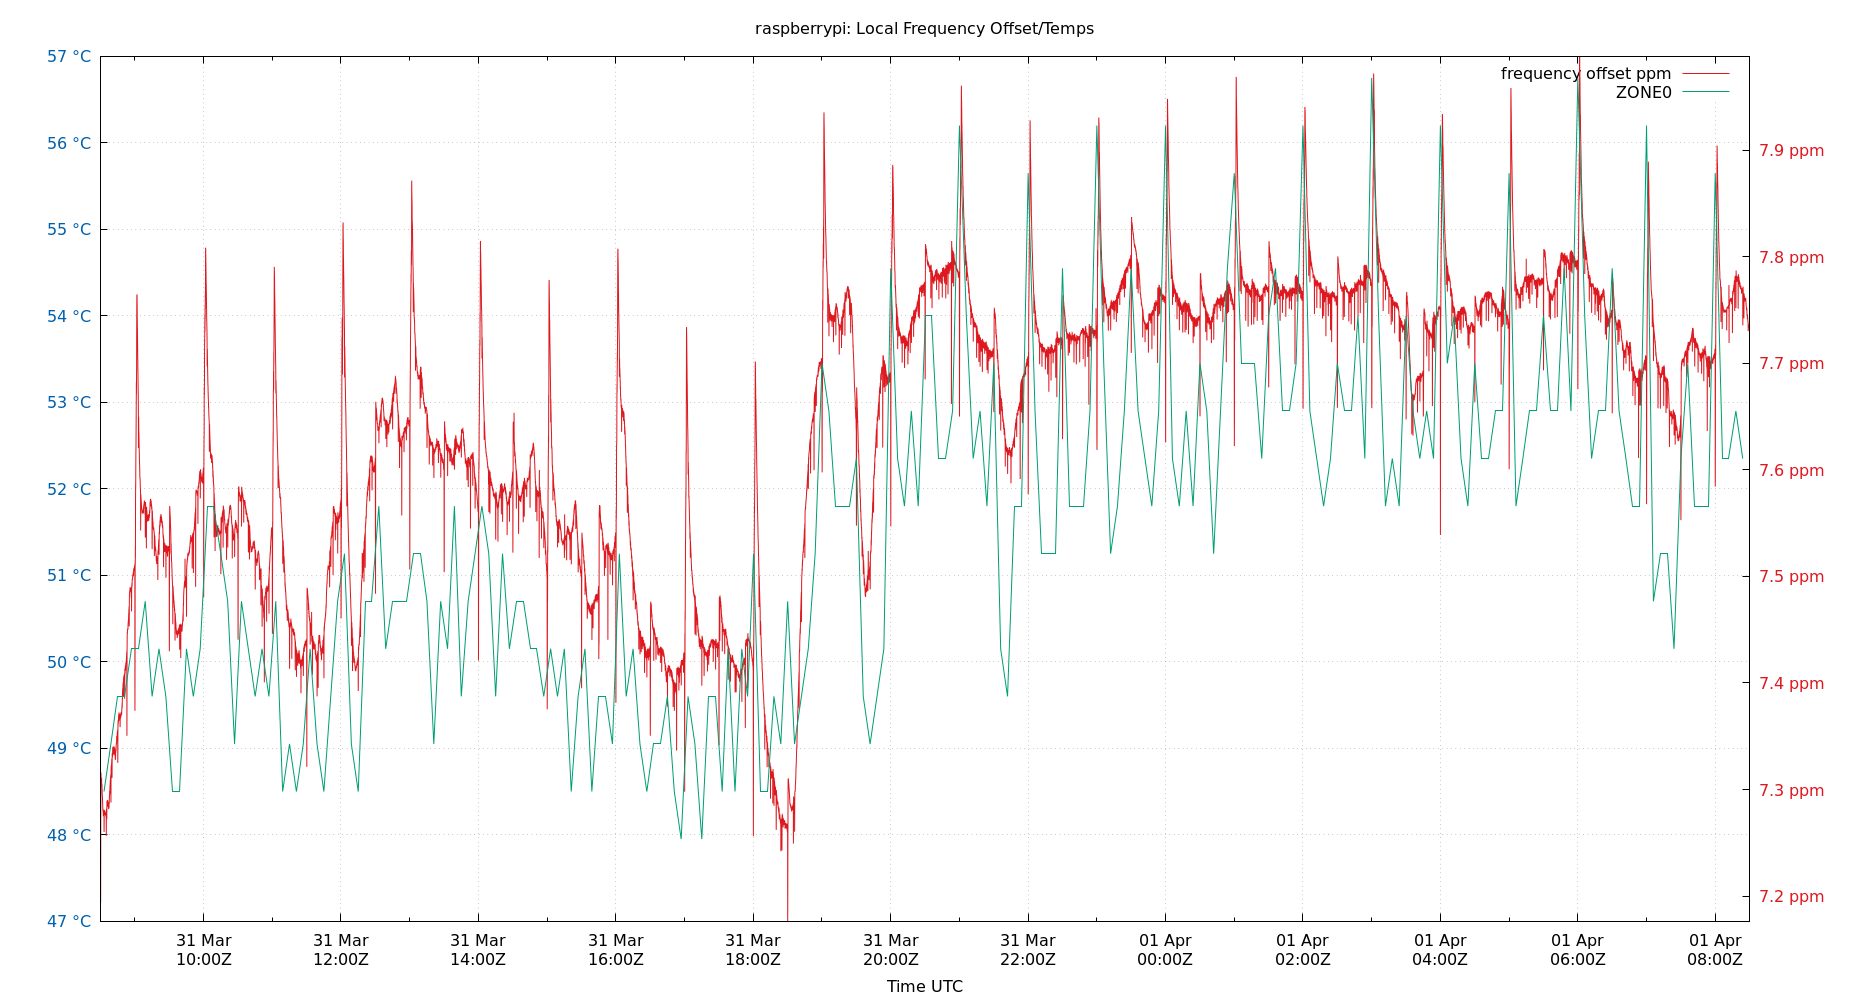 raspberrypi: Local Frequency Offset/Temps
57 °C
56 °C
55 °C
54 °C
53 °C
52 °C
51 °C
50 °C
49 °C
48 °C
47 °C
frequency offset ppm
ZONE0
7.9 ppm
7.8 ppm
7.7 ppm
7.6 ppm
7.5 ppm
7.4 ppm
7.3 ppm
7.2 ppm
31 Mar 31 Mar 31 Mar 31 Mar 31 Mar 31 Mar 31 Mar 01 Apr 01 Apr 01 Apr 01 Apr 01 Apr
10:00Z 12:00Z 14:00Z 16:00Z 18:00Z 20:00Z 22:00Z 00:00Z 02:00Z 04:00Z 06:00Z 08:00Z
Time UTC